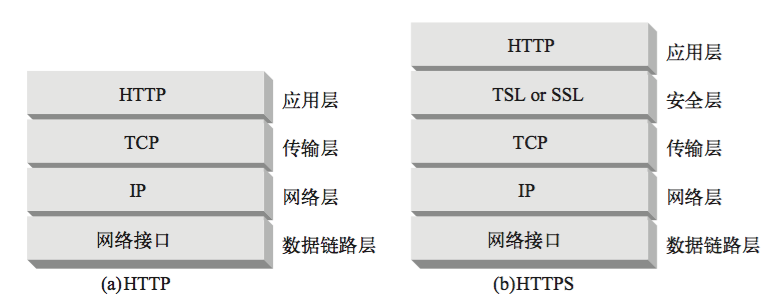 HTTP 应用层
TCP 传输层
IP 网络层
网络接口 数据链路层
(a)HTTP
HTTP 应用层
TSL or SSL 安全层
TCP 传输层
IP 网络层
网络接口 数据链路层
(b)HTTPS